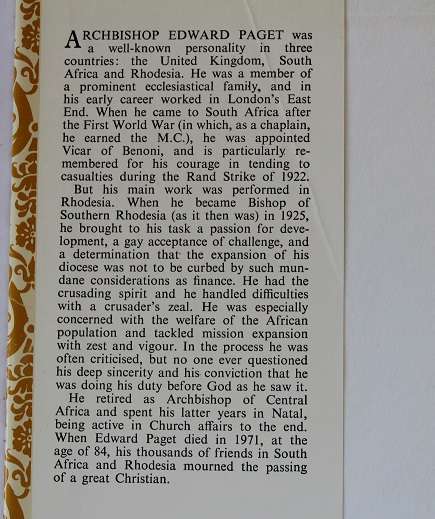 ARCHBISHOP EDWARD PAGET was
a well-known personality in three
countries: the United Kingdom, South
Africa and Rhodesia. He was a member of
a prominent ecclesiastical family, and in
his early career worked in London's East
End. When he came to South Africa after
the First World War (in which, as a chaplain,
he earned the M.C.), he was appointed
Vicar of Benoni, and is particularly re-
membered for his courage in tending to
casualties during the Rand Strike of 1922.
But his main work was performed in
Rhodesia. When he became Bishop of
Southern Rhodesia (as it then was) in 1925,
he brought to his task a passion for deve-
lopment, a gay acceptance of challenge, and
a determination that the expansion of his
diocese was not to be curbed by such mun-
dane considerations as finance. He had the
crusading spirit and he handled difficulties
with a crusader's zeal. He was especially
concerned with the welfare of the African
population and tackled mission expansion
with zest and vigour. In the process he was
often criticised, but no one ever questioned
his deep sincerity and his conviction that he
was doing his duty before God as he saw it.
He retired as Archbishop of Central
Africa and spent his latter years in Natal,
being active in Church affairs to the end.
When Edward Paget died in 1971, at the
age of 84, his thousands of friends in South
Africa and Rhodesia mourned the passing
of a great Christian.